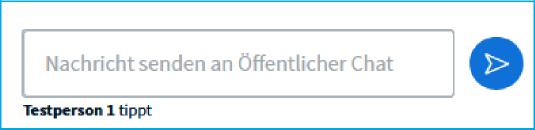 Nachricht senden an Öffentlicher Chat
Testperson 1 tippt